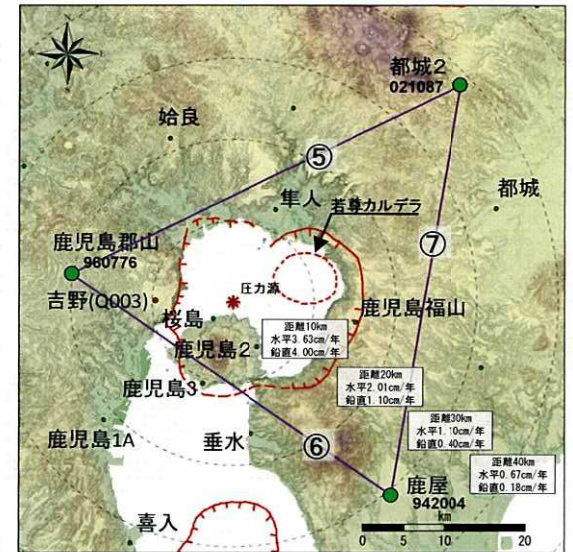 都城2
021087
姶良
⑤
都城
隼人
若尊カルデラ
⑦
鹿児島郡山
960776
圧力源
吉野(Q003)
鹿児島福山
桜島
距離10km
水平3.63cm/年
鉛直4.00cm/年
鹿児島2
距離20km
水平2.01cm/年
鉛直1.10cm/年
鹿児島3
距離30km
水平1.10cm/年
鉛直0.40cm/年
鹿児島1A
垂水
⑥
距離40km
水平0.67cm/年
鉛直0.18cm/年
鹿屋
942004
喜入
km
0 5 10 20